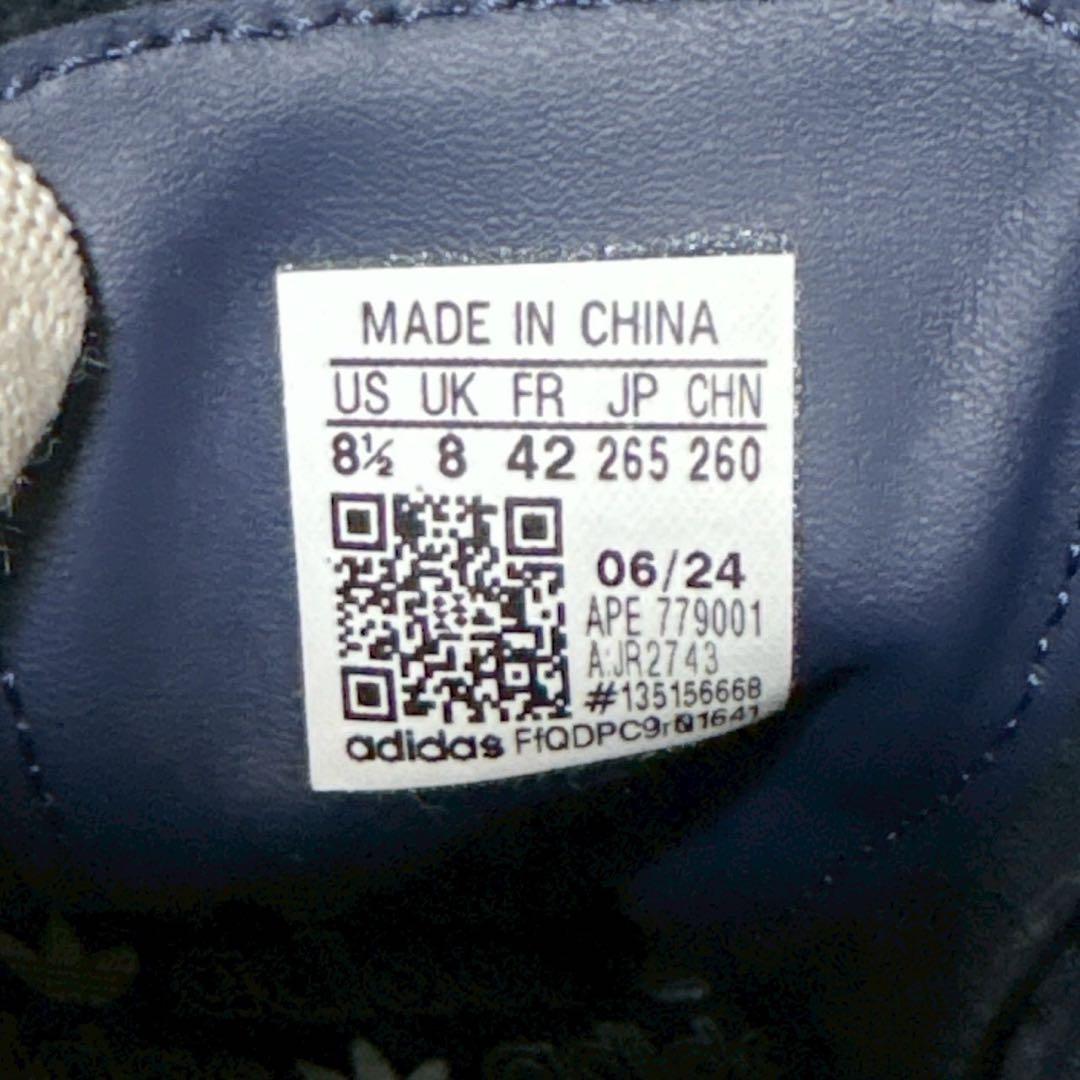 MADE IN CHINA
US UK FR JP CHN
8½ 8 42 265 260
06/24
APE 779001
A:JR2743
#135156668
adidas FfQDPC9rQ1641